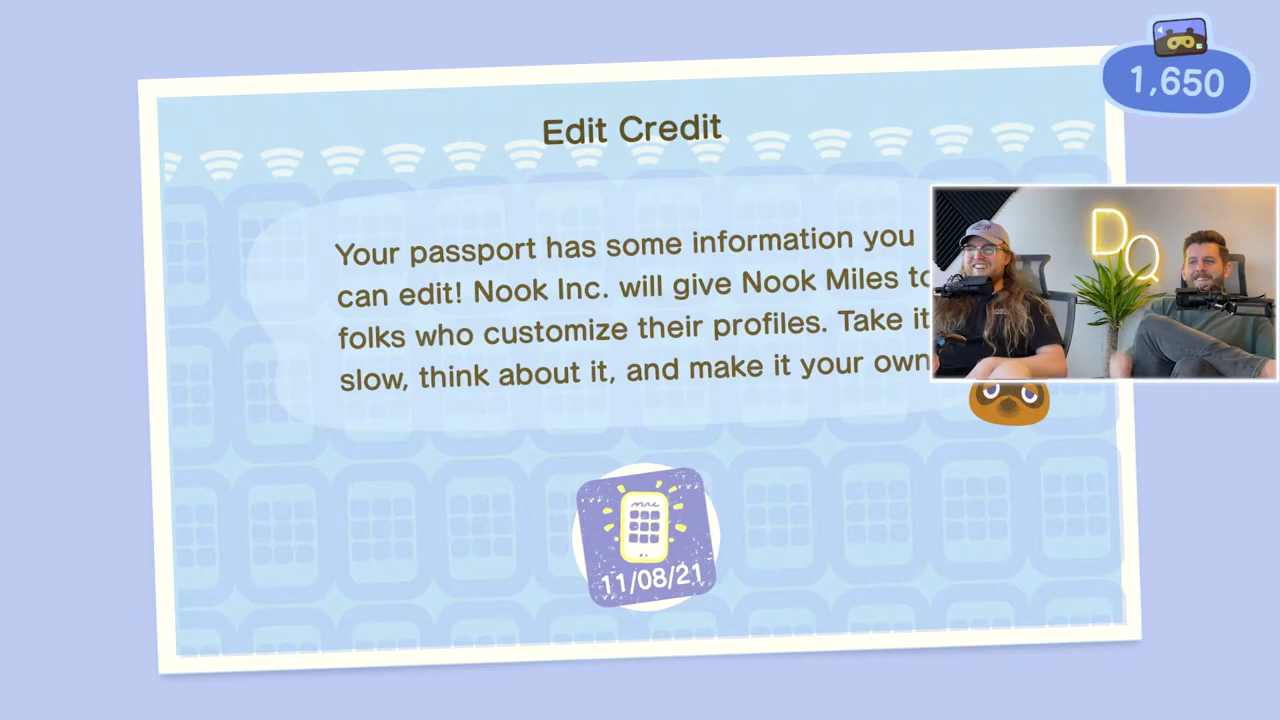 1,650
Edit Credit
Your passport has some information you
can edit! Nook Inc. will give Nook Miles to
folks who customize their profiles. Take it
slow, think about it, and make it your own
DQ
11/08/21